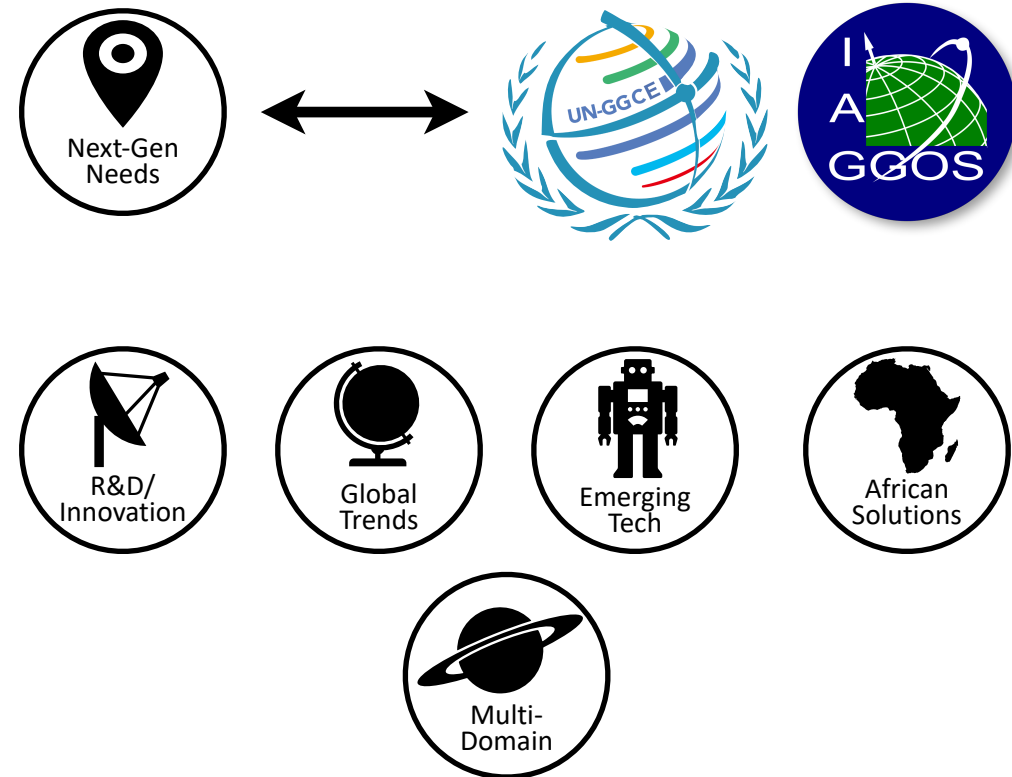 Next-Gen
Needs
UN-GGCE
I
A
GGOS
R&D/
Innovation
Global
Trends
Emerging
Tech
African
Solutions
Multi-
Domain